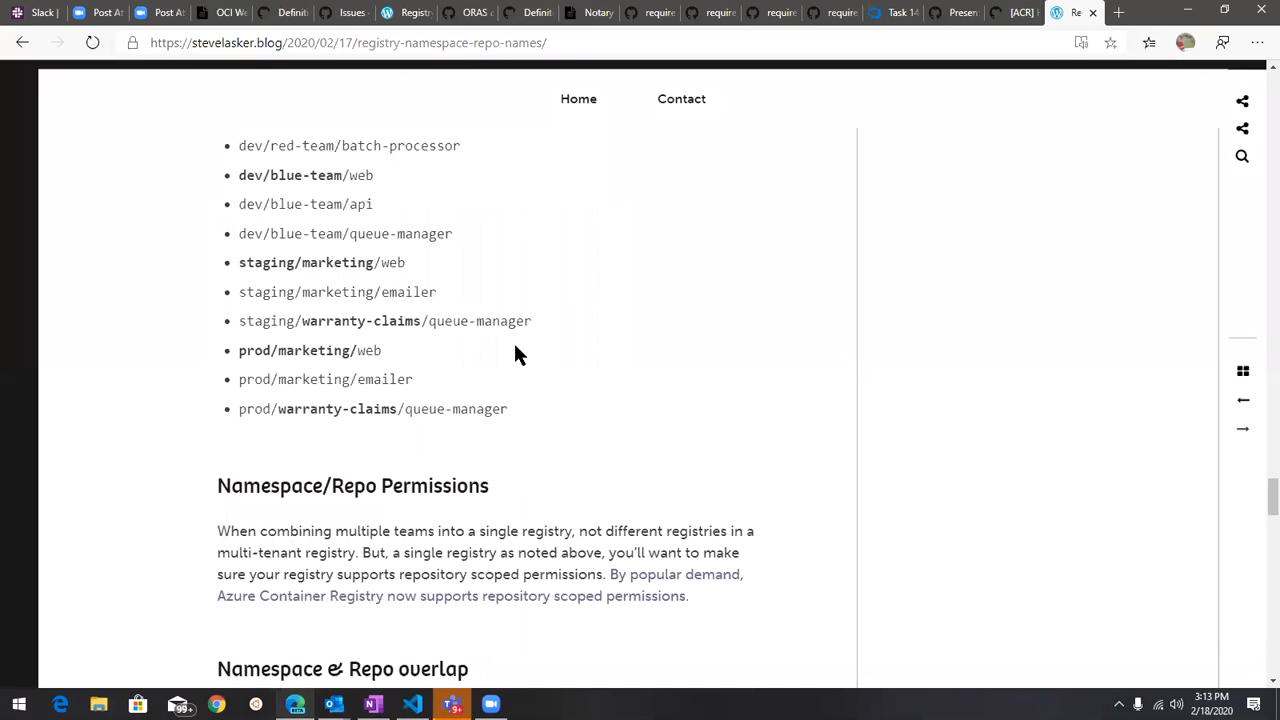 Slack |
Post At
Post At
OCI We
Definiti
Issues -
Registry
ORAS c
Definiti
Notary
require
require
require
require
Task 14
Present
[ACR] I
Re
https://stevelasker.blog/2020/02/17/registry-namespace-repo-names/
Home Contact
dev/red-team/batch-processor
dev/blue-team/web
dev/blue-team/api
dev/blue-team/queue-manager
staging/marketing/web
staging/marketing/emailer
staging/warranty-claims/queue-manager
prod/marketing/web
prod/marketing/emailer
prod/warranty-claims/queue-manager
Namespace/Repo Permissions
When combining multiple teams into a single registry, not different registries in a
multi-tenant registry. But, a single registry as noted above, you’ll want to make
sure your registry supports repository scoped permissions. By popular demand,
Azure Container Registry now supports repository scoped permissions.
Namespace & Repo overlap
99+
9+
3:13 PM
2/18/2020